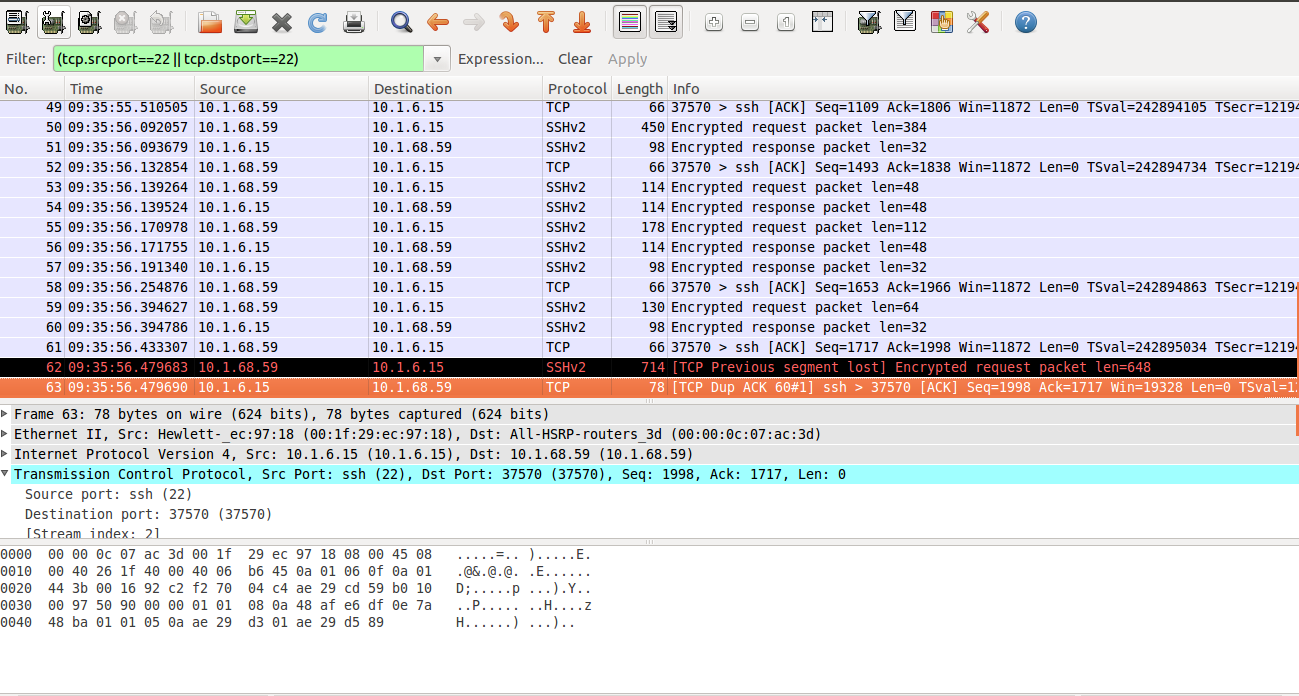 Filter: (tcp.srcport==22 || tcp.dstport==22) Expression... Clear Apply
No. Time Source Destination Protocol Length Info
49 09:35:55.510505 10.1.68.59 10.1.6.15 TCP 66 37570 > ssh [ACK] Seq=1109 Ack=1806 Win=11872 Len=0 TSval=242894105 TSecr=12194
50 09:35:56.092057 10.1.68.59 10.1.6.15 SSHv2 450 Encrypted request packet len=384
51 09:35:56.093679 10.1.6.15 10.1.68.59 SSHv2 98 Encrypted response packet len=32
52 09:35:56.132854 10.1.68.59 10.1.6.15 TCP 66 37570 > ssh [ACK] Seq=1493 Ack=1838 Win=11872 Len=0 TSval=242894734 TSecr=12194
53 09:35:56.139264 10.1.68.59 10.1.6.15 SSHv2 114 Encrypted request packet len=48
54 09:35:56.139524 10.1.6.15 10.1.68.59 SSHv2 114 Encrypted response packet len=48
55 09:35:56.170978 10.1.68.59 10.1.6.15 SSHv2 178 Encrypted request packet len=112
56 09:35:56.171755 10.1.6.15 10.1.68.59 SSHv2 114 Encrypted response packet len=48
57 09:35:56.191340 10.1.6.15 10.1.68.59 SSHv2 98 Encrypted response packet len=32
58 09:35:56.254876 10.1.68.59 10.1.6.15 TCP 66 37570 > ssh [ACK] Seq=1653 Ack=1966 Win=11872 Len=0 TSval=242894863 TSecr=12194
59 09:35:56.394627 10.1.68.59 10.1.6.15 SSHv2 130 Encrypted request packet len=64
60 09:35:56.394786 10.1.6.15 10.1.68.59 SSHv2 98 Encrypted response packet len=32
61 09:35:56.433307 10.1.68.59 10.1.6.15 TCP 66 37570 > ssh [ACK] Seq=1717 Ack=1998 Win=11872 Len=0 TSval=242895034 TSecr=12194
62 09:35:56.479683 10.1.68.59 10.1.6.15 SSHv2 714 [TCP Previous segment lost] Encrypted request packet len=648
63 09:35:56.479690 10.1.6.15 10.1.68.59 TCP 78 [TCP Dup ACK 60#1] ssh > 37570 [ACK] Seq=1998 Ack=1717 Win=19328 Len=0 TSval=1
Frame 63: 78 bytes on wire (624 bits), 78 bytes captured (624 bits)
Ethernet II, Src: Hewlett-_ec:97:18 (00:1f:29:ec:97:18), Dst: All-HSRP-routers_3d (00:00:0c:07:ac:3d)
Internet Protocol Version 4, Src: 10.1.6.15 (10.1.6.15), Dst: 10.1.68.59 (10.1.68.59)
Transmission Control Protocol, Src Port: ssh (22), Dst Port: 37570 (37570), Seq: 1998, Ack: 1717, Len: 0
Source port: ssh (22)
Destination port: 37570 (37570)
[Stream index: 2]
0000 00 00 0c 07 ac 3d 00 1f 29 ec 97 18 08 00 45 08 .....=.. ).....E.
0010 00 40 26 1f 40 00 40 06 b6 45 0a 01 06 0f 0a 01 .@&.@.@. .E......
0020 44 3b 00 16 92 c2 f2 70 04 c4 ae 29 cd 59 b0 10 D;.....p ...).Y..
0030 00 97 50 90 00 00 01 01 08 0a 48 af e6 df 0e 7a ..P..... ..H....z
0040 48 ba 01 01 05 0a ae 29 d3 01 ae 29 d5 89 H......) ...)..